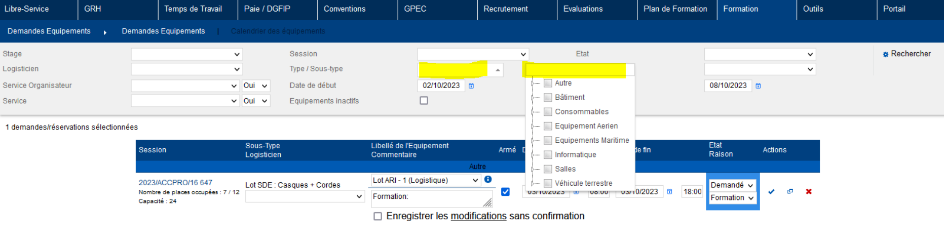 Libre-Service GRH Temps de Travail Paie / DGFIP Conventions GPEC Recrutement Evaluations Plan de Formation Formation Outils Portail
Demandes Equipements Demandes Equipements Calendrier des équipements
Stage Session Etat Rechercher
Logisticien Type / Sous-type
Service Organisateur Oui Date de début 02/10/2023 08/10/2023
Service Oui Equipements inactifs
Autre
Bâtiment
Consommables
Equipement Aerien
Equipements Maritime
Informatique
Salles
Véhicule terrestre
1 demandes/réservations sélectionnées
Session Sous-Type Libellé de l'Equipement Armé de fin Etat Actions
Logisticien Commentaire Raison
Autre
2023/ACCPRO/16 647 Lot SDE : Casques + Cordes Lot ARI - 1 (Logistique) 03/10/2023 08:00 03/10/2023 18:00 Demandé
Nombre de places occupées : 7 / 12 Formation: Formation
Capacité : 24
Enregistrer les modifications sans confirmation